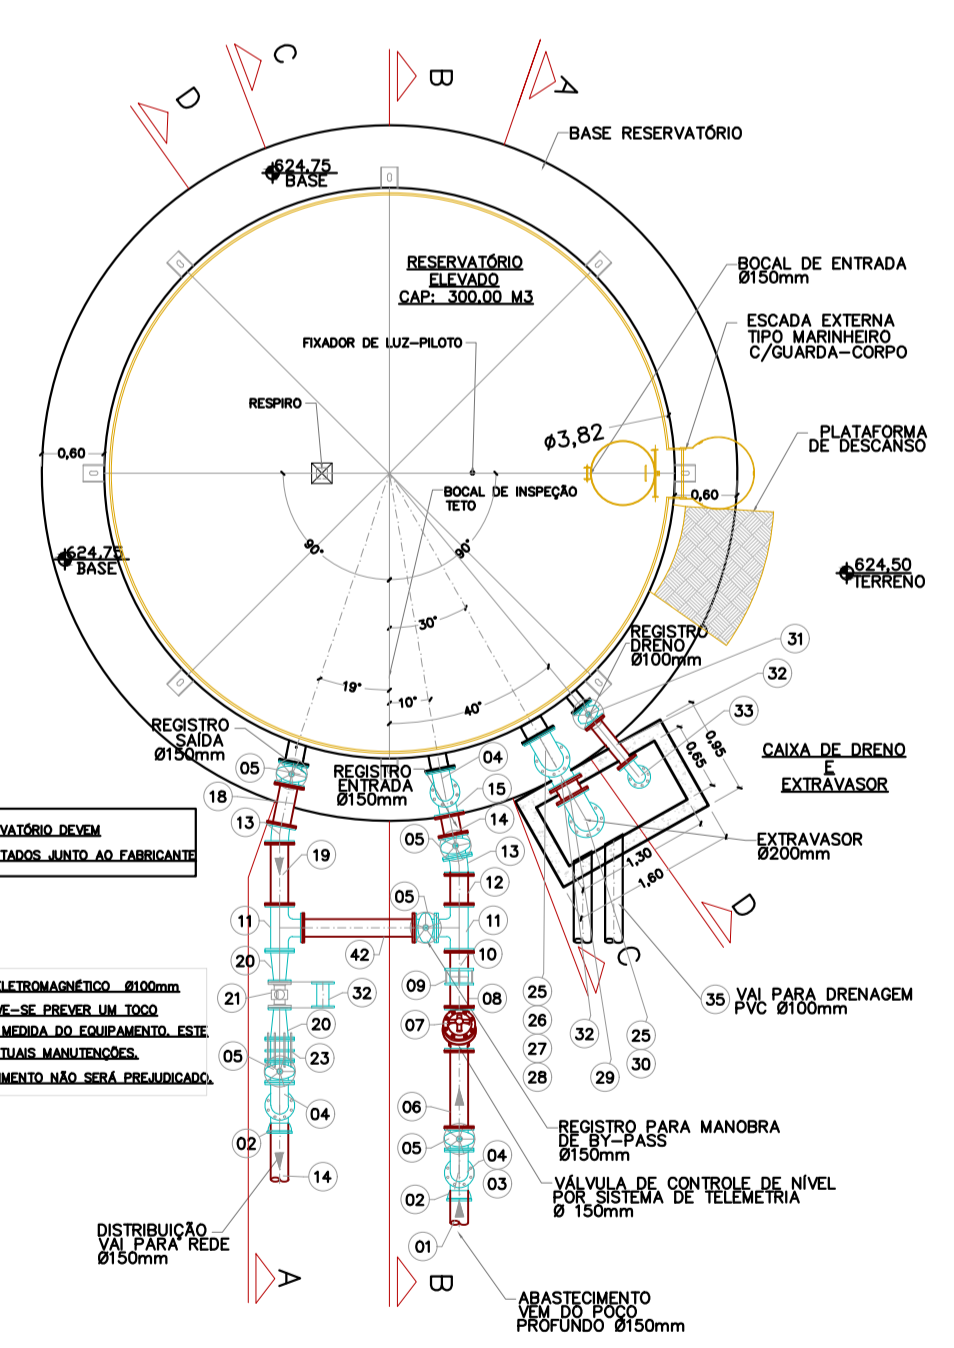 D
C
B
A
BASE RESERVATÓRIO
624,75
BASE
RESERVATÓRIO
ELEVADO
CAP: 300,00 M3
BOCAL DE ENTRADA
Ø150mm
ESCADA EXTERNA
TIPO MARINHEIRO
C/GUARDA-CORPO
FIXADOR DE LUZ-PILOTO
RESPIRO
Ø3,82
PLATAFORMA
DE DESCANSO
0,60
0,60
BOCAL DE INSPEÇÃO
TETO
90°
90°
624,75
BASE
624,50
TERRENO
30°
19°
10°
40°
REGISTRO
DRENO
Ø100mm
31
32
33
0,95
0,65
CAIXA DE DRENO
E
EXTRAVASOR
REGISTRO
SAÍDA
Ø150mm
05
18
13
REGISTRO
ENTRADA
Ø150mm
04
15
14
05
13
EXTRAVASOR
Ø200mm
1,30
1,60
VATÓRIO DEVEM
TADOS JUNTO AO FABRICANTE
19
12
05
11
11
42
10
20
D
C
LETROMAGNÉTICO Ø100mm
VE-SE PREVER UM TOCO
MEDIDA DO EQUIPAMENTO. ESTE
TUAIS MANUTENÇÕES.
IMENTO NÃO SERÁ PREJUDICADO.
21
32
20
23
05
04
02
14
09
08
07
06
05
04
03
02
01
25
26
27
28
32
29
25
30
35
VAI PARA DRENAGEM
PVC Ø100mm
REGISTRO PARA MANOBRA
DE BY-PASS
Ø150mm
VÁLVULA DE CONTROLE DE NÍVEL
POR SISTEMA DE TELEMETRIA
Ø 150mm
DISTRIBUIÇÃO
VAI PARA REDE
Ø150mm
A
B
ABASTECIMENTO
VEM DO POÇO
PROFUNDO Ø150mm